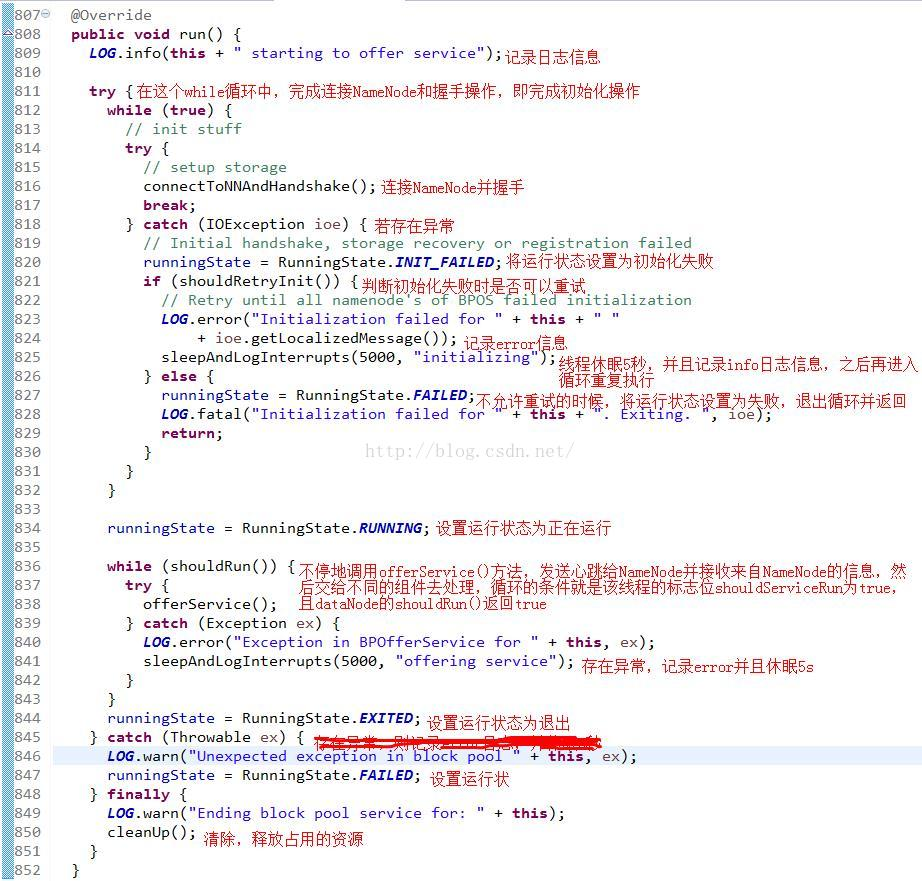 807 @Override
808 public void run() {
809 LOG.info(this + " starting to offer service"); 记录日志信息
810
811 try { 在这个while循环中，完成连接NameNode和握手操作，即完成初始化操作
812 while (true) {
813 // init stuff
814 try {
815 // setup storage
816 connectToNNAndHandshake(); 连接NameNode并握手
817 break;
818 } catch (IOException ioe) { 若存在异常
819 // Initial handshake, storage recovery or registration failed
820 runningState = RunningState.INIT_FAILED; 将运行状态设置为初始化失败
821 if (shouldRetryInit()) { 判断初始化失败时是否可以重试
822 // Retry until all namenode's of BPOS failed initialization
823 LOG.error("Initialization failed for " + this + " "
824 + ioe.getLocalizedMessage()); 记录error信息
825 sleepAndLogInterrupts(5000, "initializing"); 线程休眠5秒，并且记录info日志信息，之后再进入
826 } else { 循环重复执行
827 runningState = RunningState.FAILED; 不允许重试的时候，将运行状态设置为失败，退出循环并返回
828 LOG.fatal("Initialization failed for " + this + ". Exiting. ", ioe);
829 return;
830 } http://blog.csdn.net/
831 }
832 }
833
834 runningState = RunningState.RUNNING; 设置运行状态为正在运行
835
836 while (shouldRun()) { 不停地调用offerService()方法，发送心跳给NameNode并接收来自NameNode的信息，然
837 try { 后交给不同的组件去处理，循环的条件就是该线程的标志位shouldServiceRun为true，
838 offerService(); 且dataNode的shouldRun()返回true
839 } catch (Exception ex) {
840 LOG.error("Exception in BPOfferService for " + this, ex);
841 sleepAndLogInterrupts(5000, "offering service"); 存在异常，记录error并且休眠5s
842 }
843 }
844 runningState = RunningState.EXITED; 设置运行状态为退出
845 } catch (Throwable ex) {
846 LOG.warn("Unexpected exception in block pool " + this, ex);
847 runningState = RunningState.FAILED; 设置运行状
848 } finally {
849 LOG.warn("Ending block pool service for: " + this);
850 cleanUp(); 清除，释放占用的资源
851 }
852 }